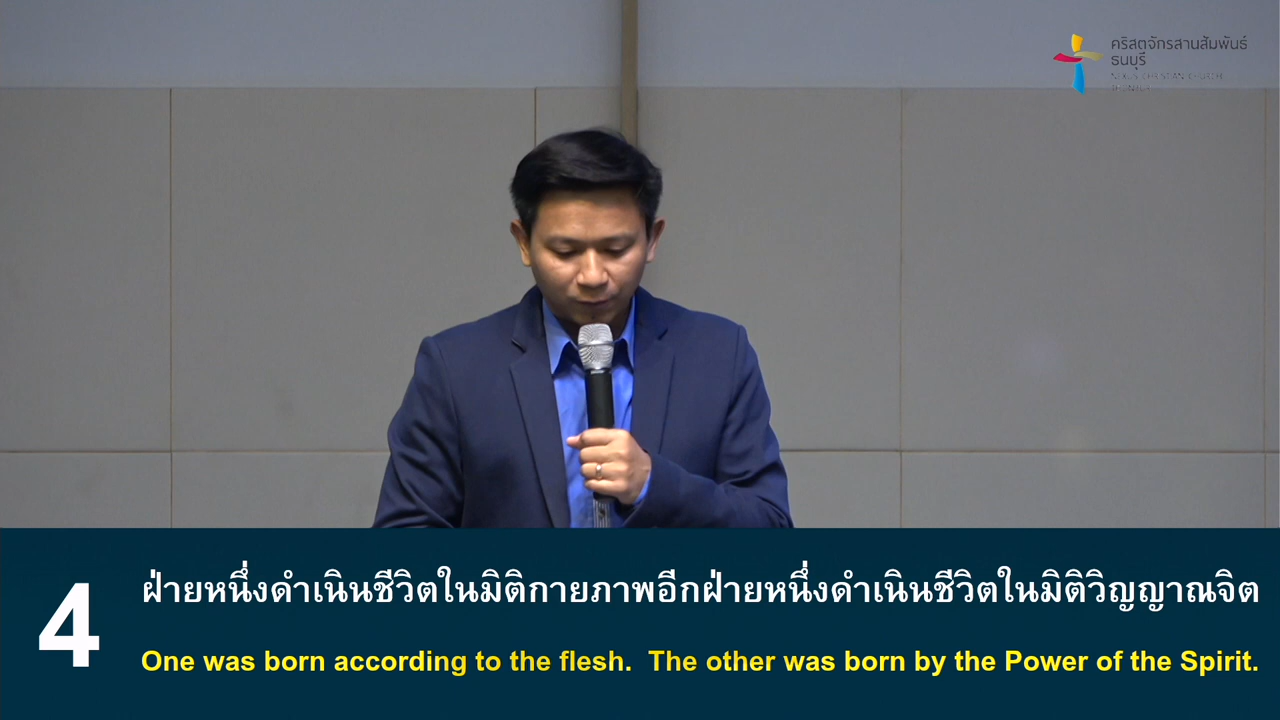 คริสตจักรสานสัมพันธ์
ธนบุรี
NEXUS CHRISTIAN CHURCH
4
ฝ่ายหนึ่งดำเนินชีวิตในมิติกายภาพอีกฝ่ายหนึ่งดำเนินชีวิตในมิติวิญญาณจิต
One was born according to the flesh. The other was born by the Power of the Spirit.